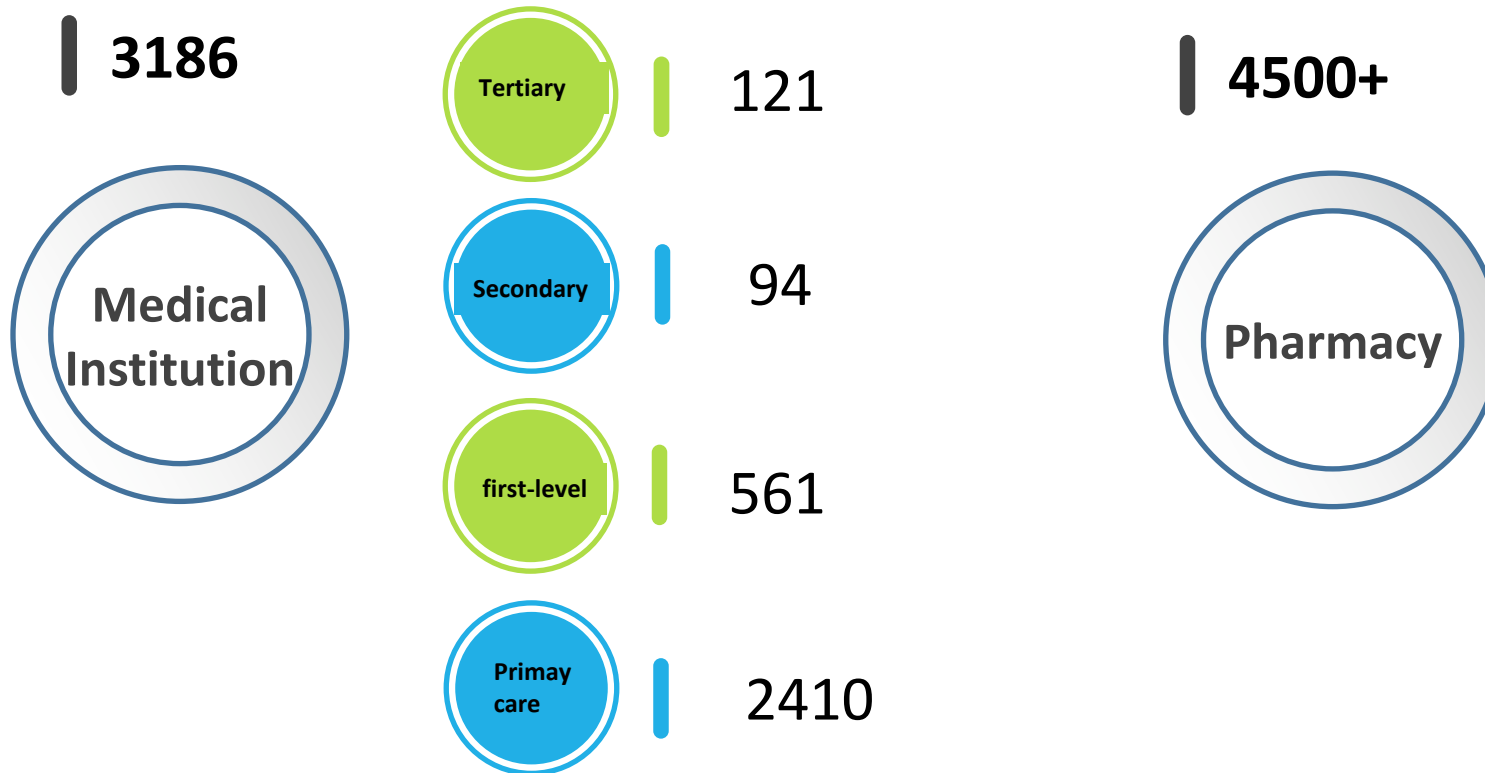 3186
Medical
Institution
Tertiary
121
Secondary
94
first-level
561
Primay
care
2410
4500+
Pharmacy